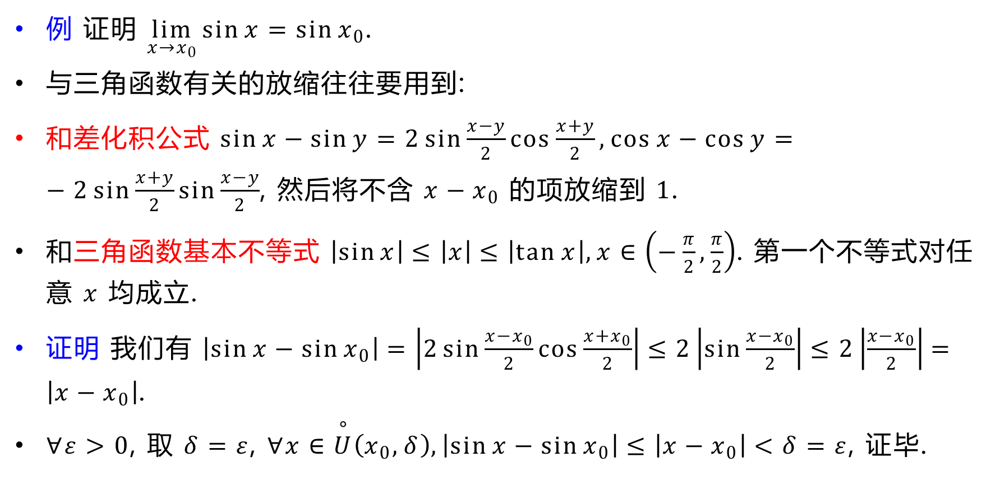 • 例 证明 $\lim\limits_{x \to x_0} \sin x = \sin x_0$.
• 与三角函数有关的放缩往往要用到:
• 和差化积公式 $\sin x - \sin y = 2 \sin \frac{x-y}{2} \cos \frac{x+y}{2}, \cos x - \cos y =$
$- 2 \sin \frac{x+y}{2} \sin \frac{x-y}{2}$, 然后将不含 $x - x_0$ 的项放缩到 1.
• 和三角函数基本不等式 $|\sin x| \le |x| \le |\tan x|, x \in \left(-\frac{\pi}{2}, \frac{\pi}{2}\right)$. 第一个不等式对任
意 $x$ 均成立.
• 证明 我们有 $|\sin x - \sin x_0| = \left|2 \sin \frac{x-x_0}{2} \cos \frac{x+x_0}{2}\right| \le 2 \left|\sin \frac{x-x_0}{2}\right| \le 2 \left|\frac{x-x_0}{2}\right| =$
$|x - x_0|$.
• $\forall \varepsilon > 0$, 取 $\delta = \varepsilon$, $\forall x \in \mathring{U}(x_0, \delta), |\sin x - \sin x_0| \le |x - x_0| < \delta = \varepsilon$, 证毕.